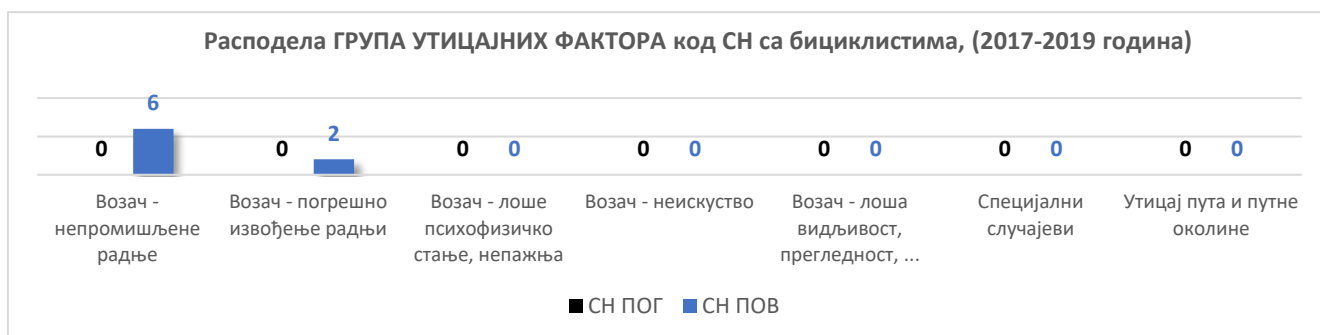 Расподела ГРУПА УТИЦАЈНИХ ФАКТОРА код СН са бициклистима, (2017-2019 година)
0 6 0 2 0 0 0 0 0 0 0 0 0 0
Возач - непромишљене радње
Возач - погрешно извођење радњи
Возач - лоше психофизичко стање, непажња
Возач - неискуство
Возач - лоша видљивост, прегледност, ...
Специјални случајеви
Утицај пута и путне околине
СН ПОГ СН ПОВ